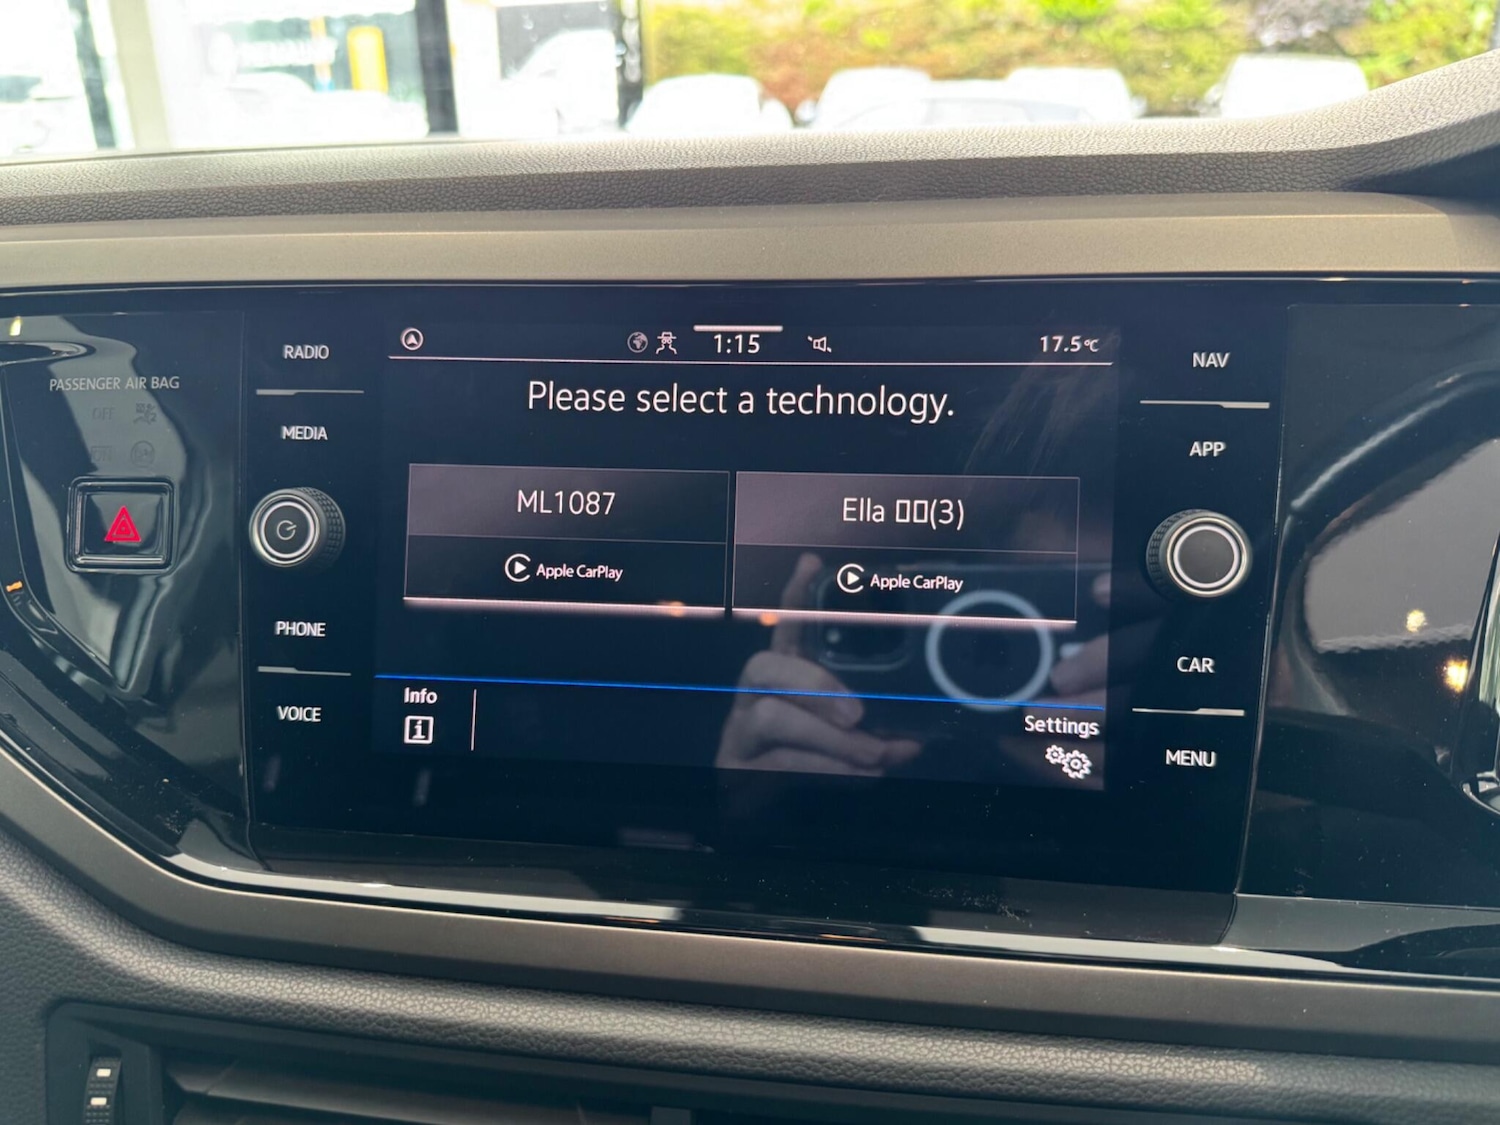 RADIO
PASSENGER AIR BAG
OFF
MEDIA
PHONE
VOICE
1:15
17.5°C
Please select a technology.
ML1087
Apple CarPlay
Ella □□(3)
Apple CarPlay
Info
i
Settings
NAV
APP
CAR
MENU